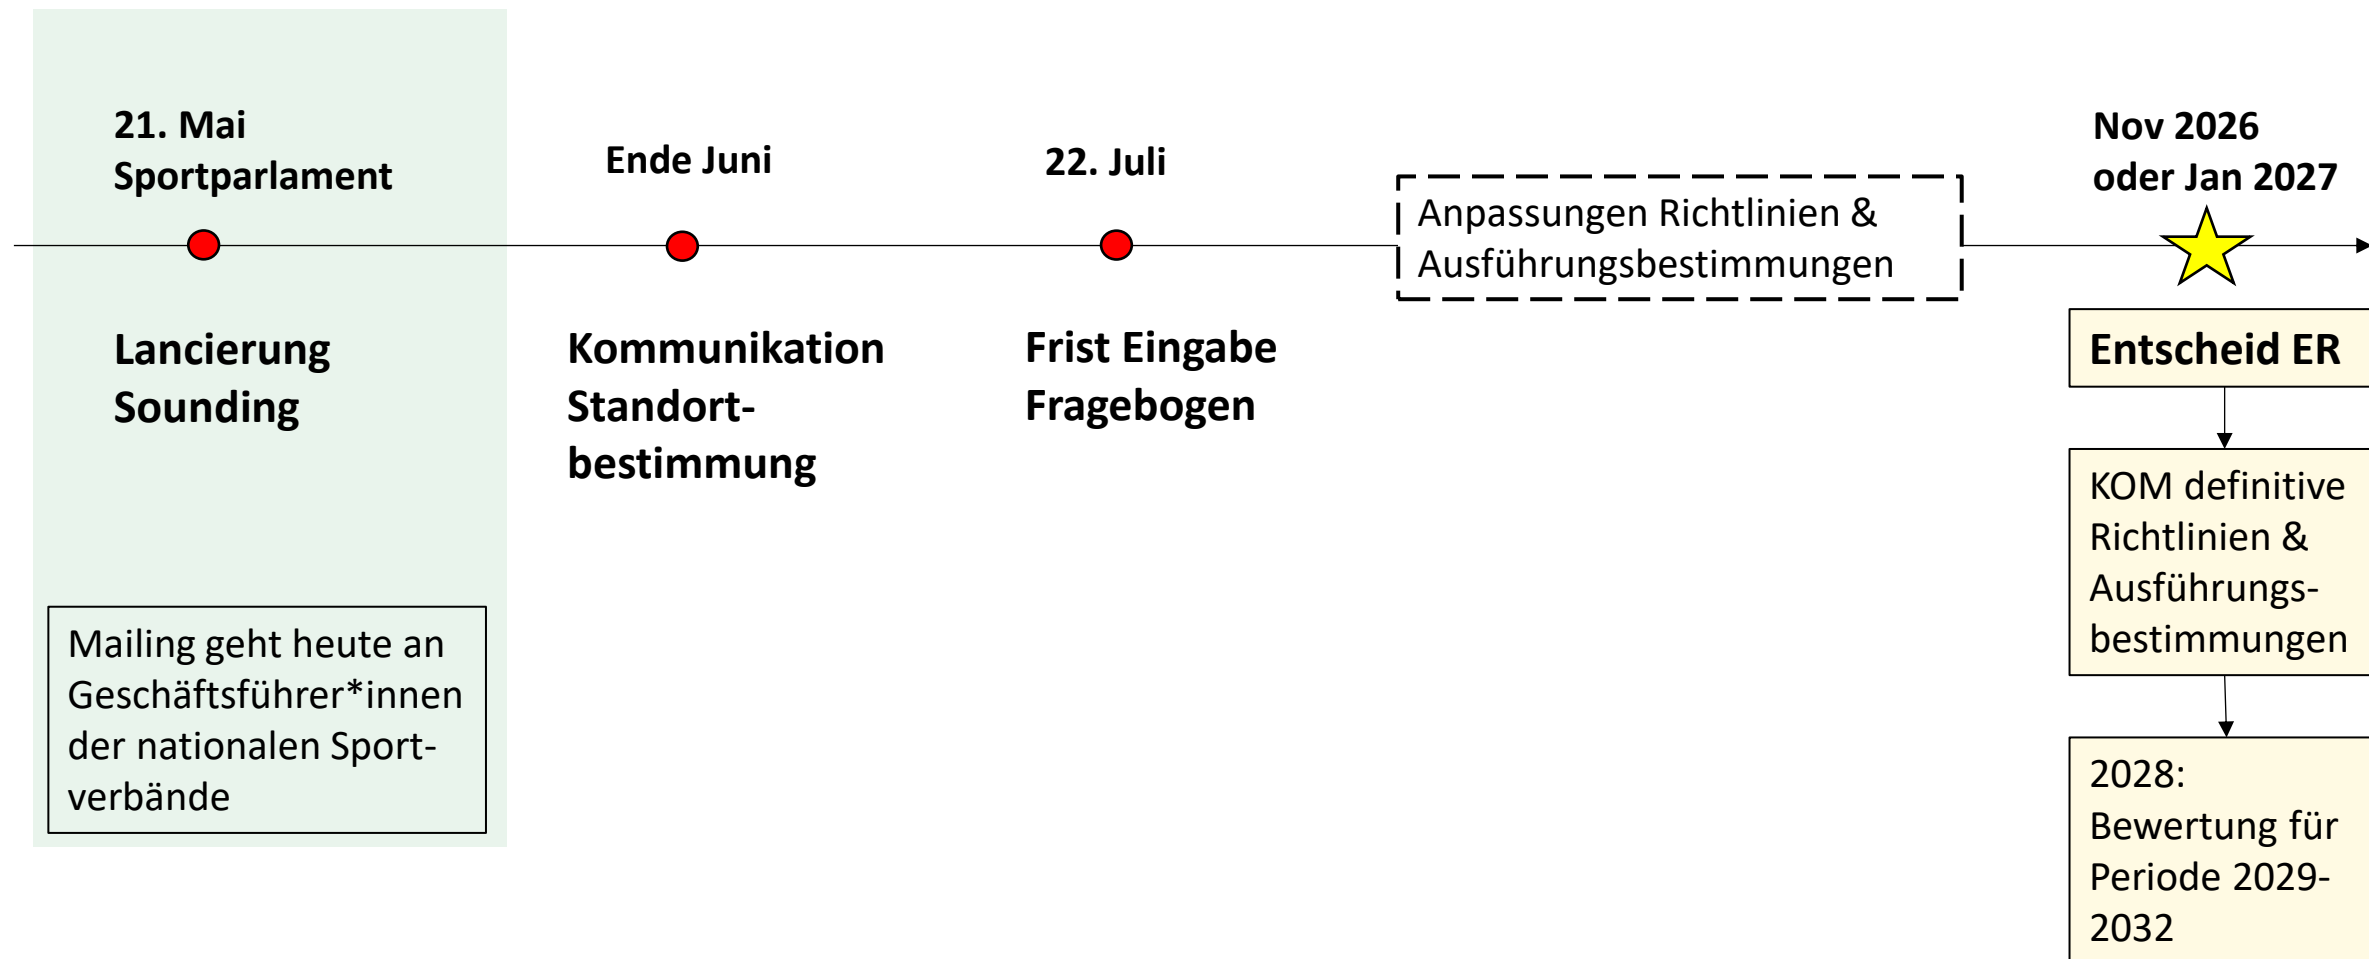 21. Mai
Sportparlament
Lancierung
Sounding
Mailing geht heute an
Geschäftsführer*innen
der nationalen Sport-
verbände
Ende Juni
Kommunikation
Standort-
bestimmung
22. Juli
Frist Eingabe
Fragebogen
Anpassungen Richtlinien &
Ausführungsbestimmungen
Nov 2026
oder Jan 2027
Entscheid ER
KOM definitive
Richtlinien &
Ausführungs-
bestimmungen
2028:
Bewertung für
Periode 2029-
2032